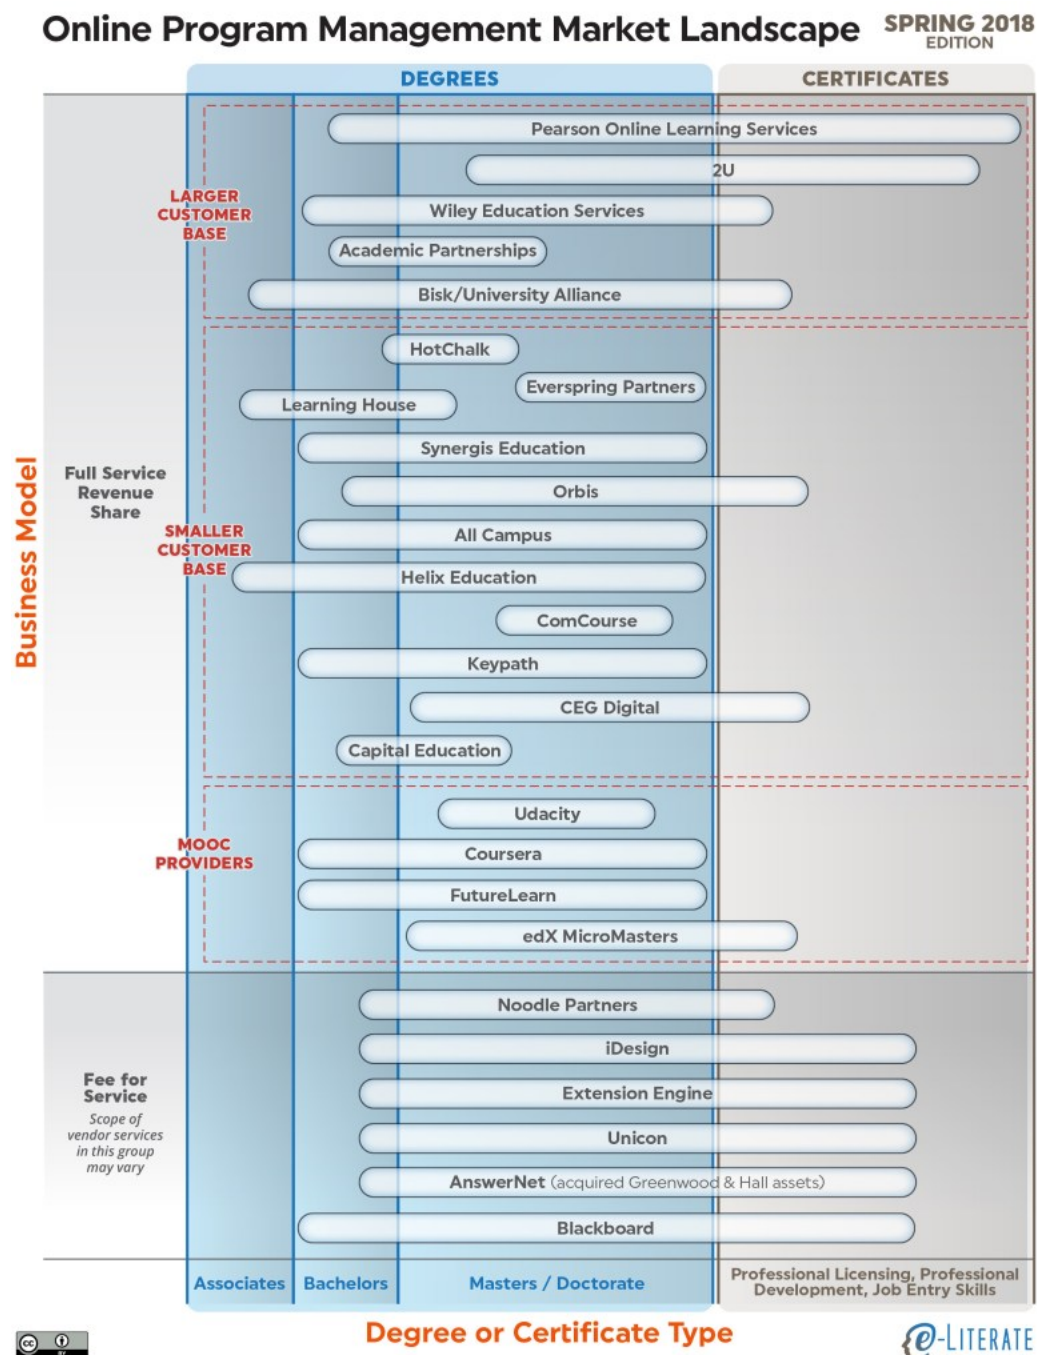 Online Program Management Market Landscape
SPRING 2018
EDITION
DEGREES
CERTIFICATES
Pearson Online Learning Services
2U
LARGER
CUSTOMER
BASE
Wiley Education Services
Academic Partnerships
Bisk/University Alliance
HotChalk
Everspring Partners
Learning House
Synergis Education
Business Model
Full Service
Revenue
Share
Orbis
SMALLER
CUSTOMER
BASE
All Campus
Helix Education
ComCourse
Keypath
CEG Digital
Capital Education
Udacity
MOOC
PROVIDERS
Coursera
FutureLearn
edX MicroMasters
Noodle Partners
iDesign
Fee for
Service
Scope of
vendor services
in this group
may vary
Extension Engine
Unicon
AnswerNet (acquired Greenwood & Hall assets)
Blackboard
Associates
Bachelors
Masters / Doctorate
Professional Licensing, Professional
Development, Job Entry Skills
Degree or Certificate Type
cc
BY
e-LITERATE